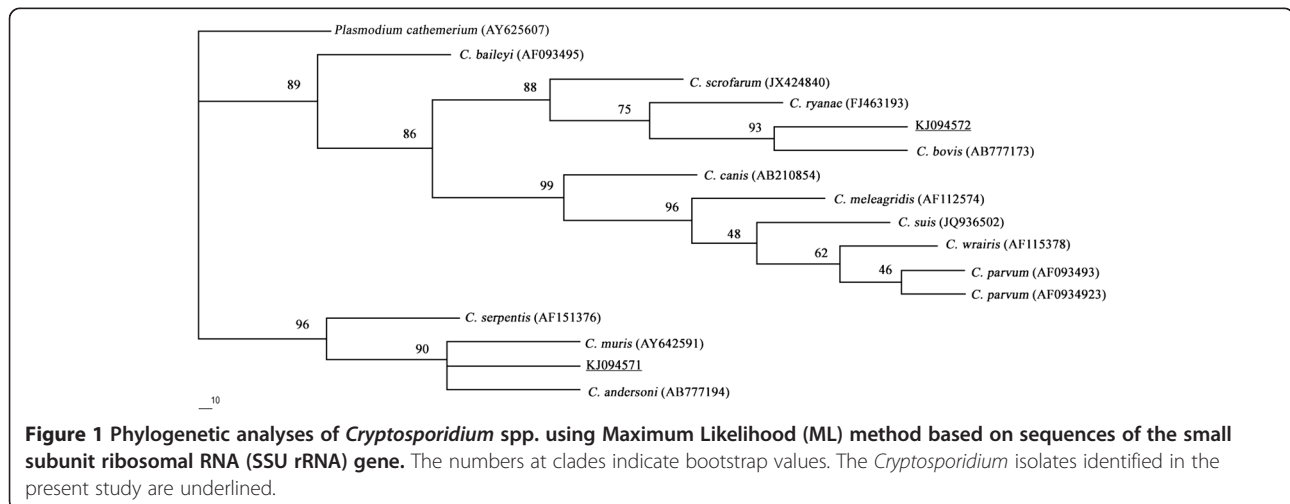 Plasmodium cathemerium (AY625607)
C. baileyi (AF093495)
89
C. scrofarum (JX424840)
88
C. ryanae (FJ463193)
75
KJ094572
93
86
C. bovis (AB777173)
C. canis (AB210854)
99
C. meleagridis (AF112574)
96
C. suis (JQ936502)
48
C. wrairis (AF115378)
62
C. parvum (AF093493)
46
C. parvum (AF0934923)
C. serpentis (AF151376)
96
C. muris (AY642591)
90
KJ094571
C. andersoni (AB777194)
10
Figure 1 Phylogenetic analyses of Cryptosporidium spp. using Maximum Likelihood (ML) method based on sequences of the small
subunit ribosomal RNA (SSU rRNA) gene. The numbers at clades indicate bootstrap values. The Cryptosporidium isolates identified in the
present study are underlined.